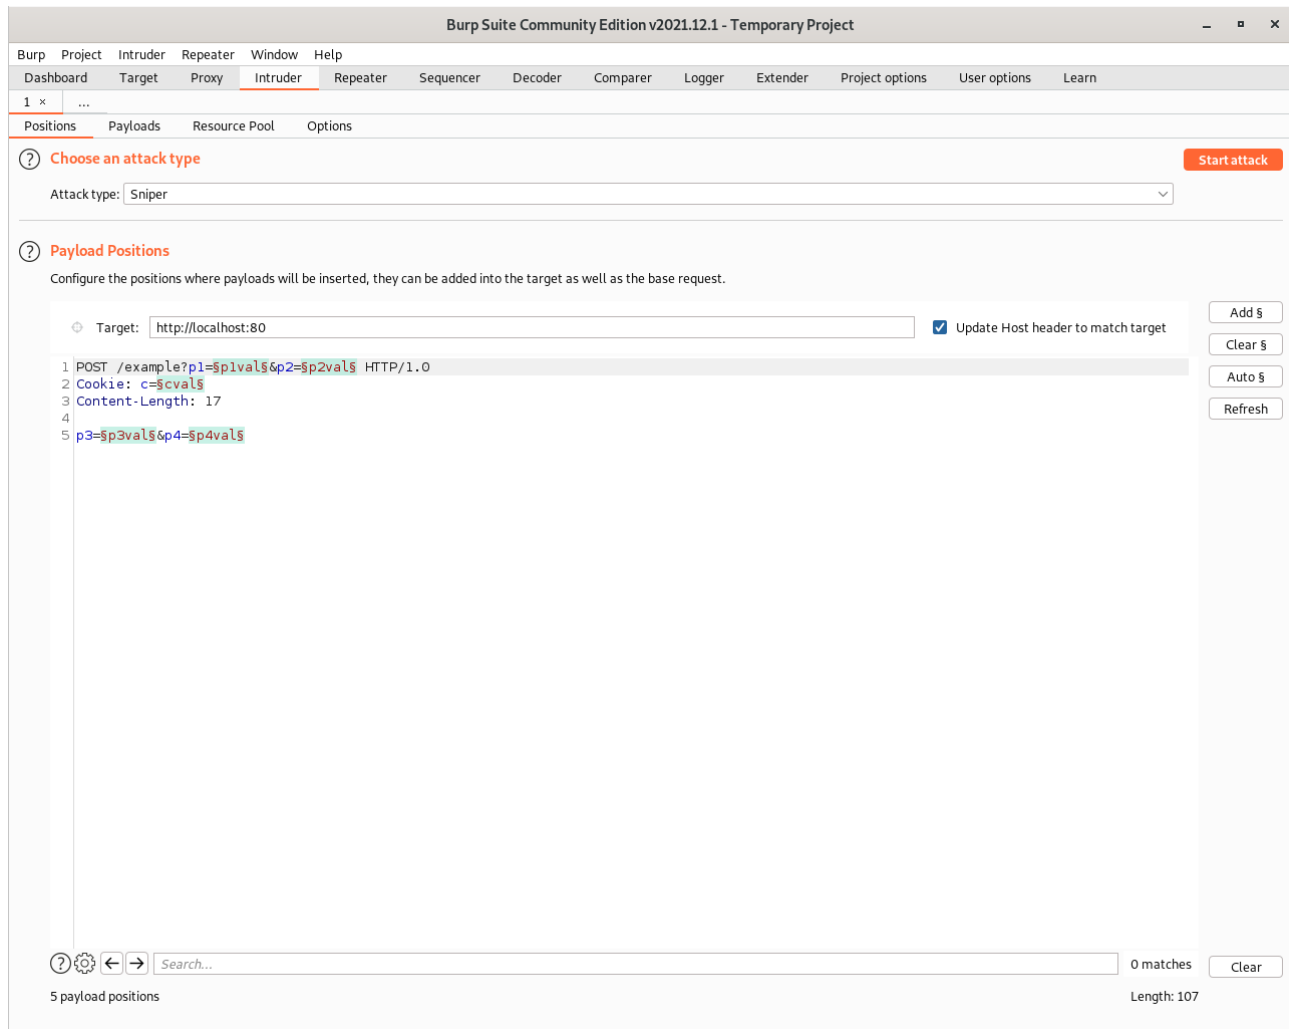 Burp Suite Community Edition v2021.12.1 - Temporary Project
Burp Project Intruder Repeater Window Help
Dashboard Target Proxy Intruder Repeater Sequencer Decoder Comparer Logger Extender Project options User options Learn
1 × ...
Positions Payloads Resource Pool Options
? Choose an attack type Start attack
Attack type: Sniper
? Payload Positions
Configure the positions where payloads will be inserted, they can be added into the target as well as the base request.
Add §
Target: http://localhost:80 Update Host header to match target
Clear §
1 POST /example?p1=§p1val§&p2=§p2val§ HTTP/1.0
Auto §
2 Cookie: c=§cval§
3 Content-Length: 17
Refresh
4
5 p3=§p3val§&p4=§p4val§
? Search... 0 matches Clear
5 payload positions Length: 107